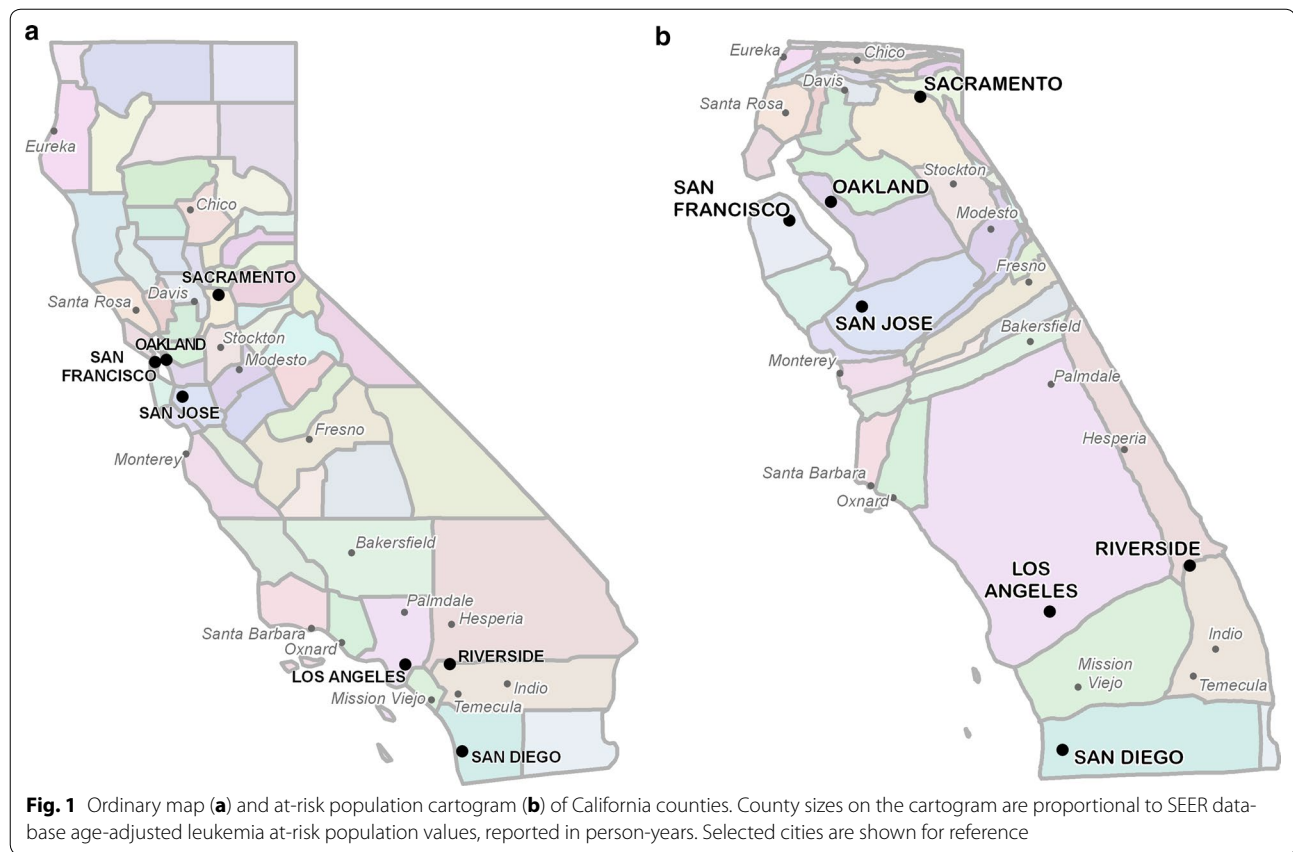 a
Eureka
Chico
SACRAMENTO
Santa Rosa
Davis
OAKLAND
Stockton
SAN
FRANCISCO
Modesto
SAN JOSE
Monterey
Fresno
Bakersfield
Palmdale
Hesperia
Santa Barbara
Oxnard
RIVERSIDE
LOS ANGELES
Indio
Mission Viejo
Temecula
SAN DIEGO
b
Eureka
Chico
Davis
SACRAMENTO
Santa Rosa
Stockton
SAN
FRANCISCO
OAKLAND
Modesto
Fresno
SAN JOSE
Bakersfield
Monterey
Palmdale
Hesperia
Santa Barbara
Oxnard
RIVERSIDE
LOS
ANGELES
Indio
Mission
Viejo
Temecula
SAN DIEGO
Fig. 1 Ordinary map (a) and at-risk population cartogram (b) of California counties. County sizes on the cartogram are proportional to SEER data-
base age-adjusted leukemia at-risk population values, reported in person-years. Selected cities are shown for reference